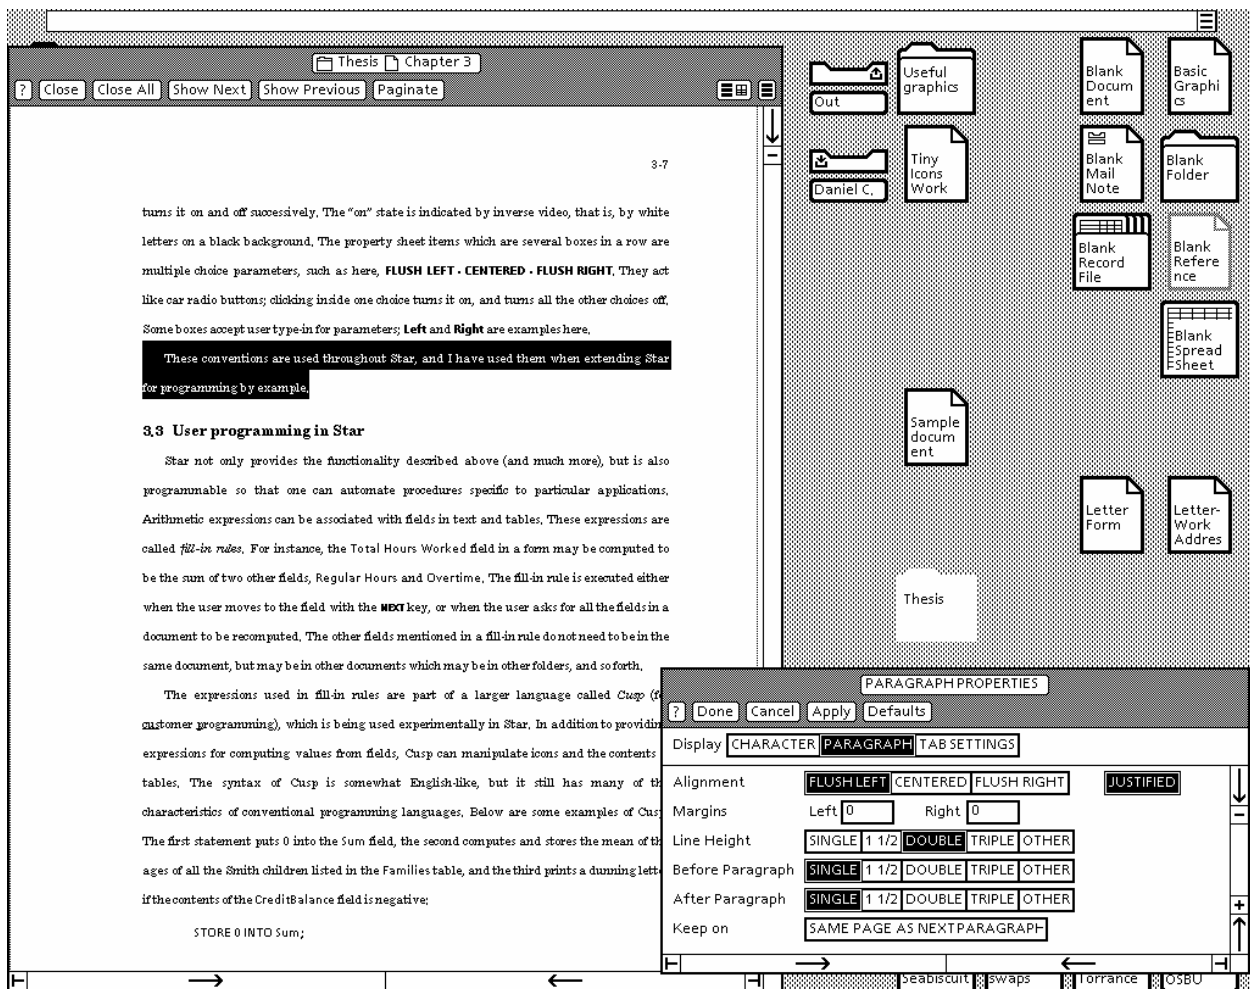 Thesis Chapter 3
? Close Close All Show Next Show Previous Paginate
3-7
turns it on and off successively. The “on” state is indicated by inverse video, that is, by white
letters on a black background. The property sheet items which are several boxes in a row are
multiple choice parameters, such as here, FLUSH LEFT · CENTERED · FLUSH RIGHT. They act
like car radio buttons; clicking inside one choice turns it on, and turns all the other choices off.
Some boxes accept user type-in for parameters; Left and Right are examples here.
These conventions are used throughout Star, and I have used them when extending Star
for programming by example.
3.3 User programming in Star
Star not only provides the functionality described above (and much more), but is also
programmable so that one can automate procedures specific to particular applications.
Arithmetic expressions can be associated with fields in text and tables. These expressions are
called fill-in rules. For instance, the Total Hours Worked field in a form may be computed to
be the sum of two other fields, Regular Hours and Overtime. The fill-in rule is executed either
when the user moves to the field with the NEXT key, or when the user asks for all the fields in a
document to be recomputed. The other fields mentioned in a fill-in rule do not need to be in the
same document, but may be in other documents which may be in other folders, and so forth.
The expressions used in fill-in rules are part of a larger language called Cusp (f
customer programming), which is being used experimentally in Star. In addition to providin
expressions for computing values from fields, Cusp can manipulate icons and the contents
tables. The syntax of Cusp is somewhat English-like, but it still has many of th
characteristics of conventional programming languages. Below are some examples of Cus
The first statement puts 0 into the Sum field, the second computes and stores the mean of th
ages of all the Smith children listed in the Families table, and the third prints a dunning lett
if the contents of the CreditBalance field is negative:
STORE 0 INTO Sum;
Out
Useful
graphics
Blank
Docum
ent
Basic
Graphi
cs
Daniel C.
Tiny
Icons
Work
Blank
Mail
Note
Blank
Folder
Blank
Record
File
Blank
Refere
nce
Blank
Spread
Sheet
Sample
docum
ent
Letter
Form
Letter-
Work
Addres
Thesis
PARAGRAPH PROPERTIES
? Done Cancel Apply Defaults
Display CHARACTER PARAGRAPH TAB SETTINGS
Alignment FLUSH LEFT CENTERED FLUSH RIGHT JUSTIFIED
Margins Left 0 Right 0
Line Height SINGLE 1 1/2 DOUBLE TRIPLE OTHER
Before Paragraph SINGLE 1 1/2 DOUBLE TRIPLE OTHER
After Paragraph SINGLE 1 1/2 DOUBLE TRIPLE OTHER
Keep on SAME PAGE AS NEXT PARAGRAPH
Seabiscuit swaps Torrance OSBU